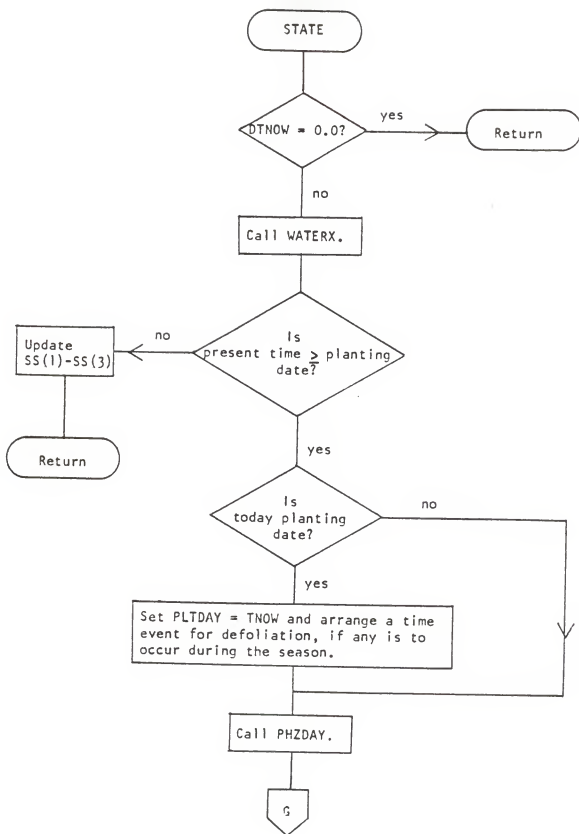 STATE
DTNOW = 0.0?
yes
Return
no
Call WATERX.
Is
present time ≥ planting
date?
no
Update
SS(1)-SS(3)
Return
yes
Is
today planting
date?
no
yes
Set PLTDAY = TNOW and arrange a time
event for defoliation, if any is to
occur during the season.
Call PHZDAY.
G